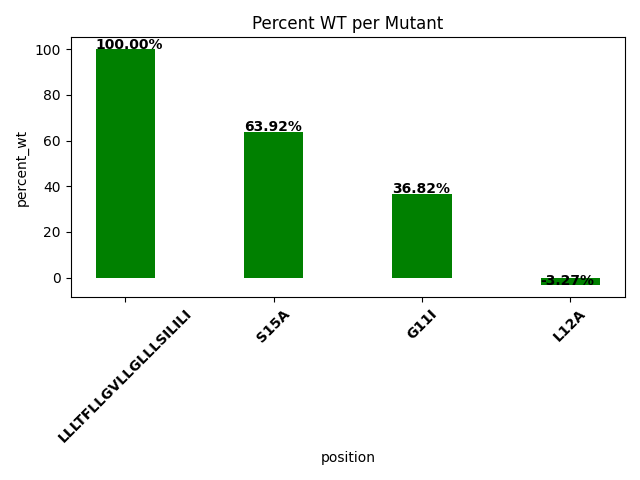 Percent WT per Mutant
percent_wt
100
80
60
40
20
0
100.00%
63.92%
36.82%
-3.27%
LLLTFLLGVLLGLLLSILILI
S15A
G11I
L12A
position